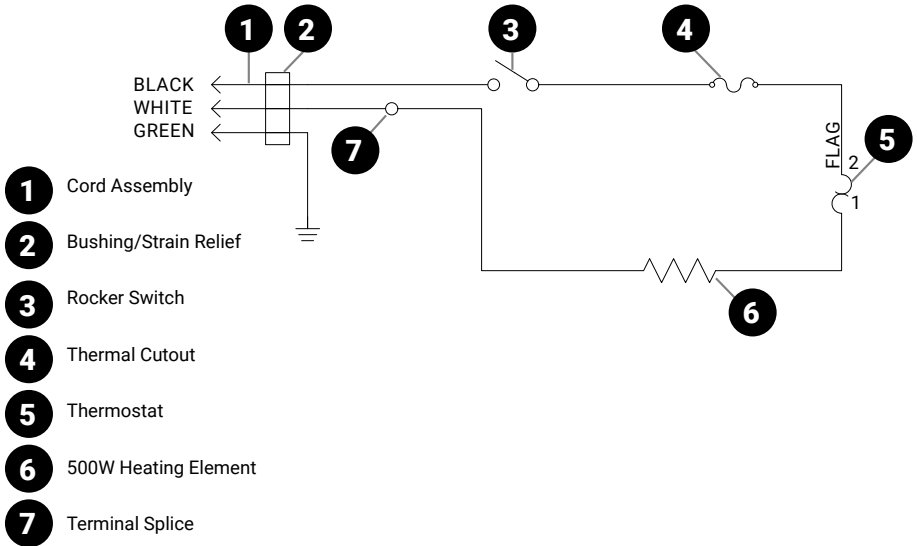 1
2
3
4
BLACK
WHITE
GREEN
7
FLAG
2
1
5
6
1 Cord Assembly
2 Bushing/Strain Relief
3 Rocker Switch
4 Thermal Cutout
5 Thermostat
6 500W Heating Element
7 Terminal Splice